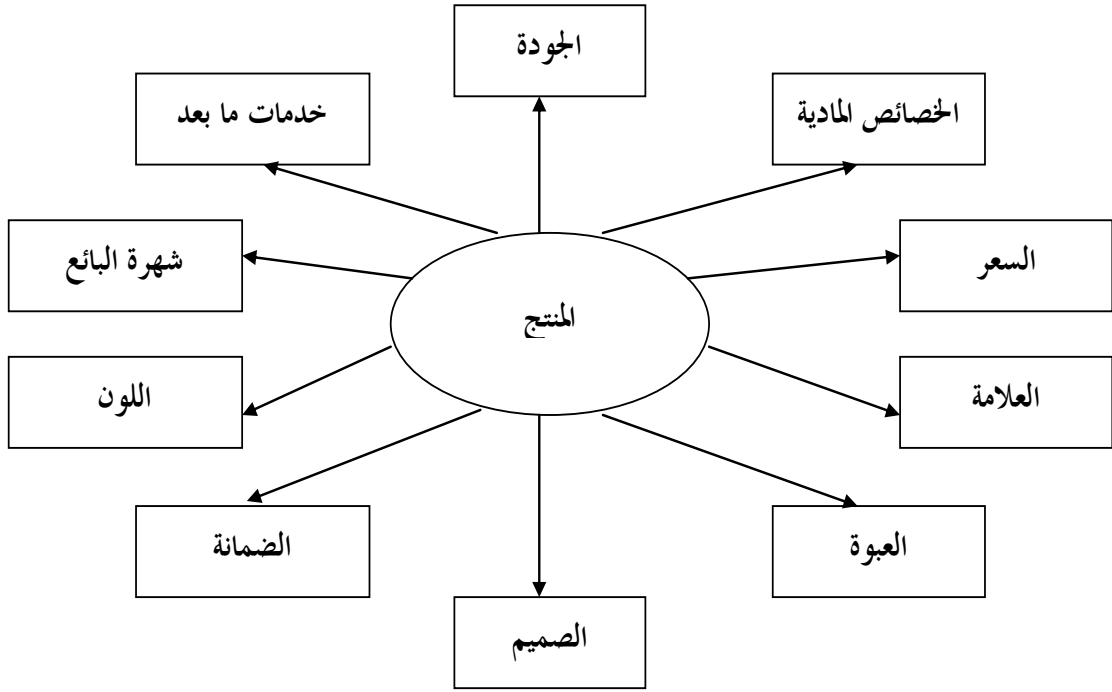 الجودة
الخصائص المادية
خدمات ما بعد
السعر
شهرة البائع
المنتج
العلامة
اللون
العبوة
الضمانة
الصميم